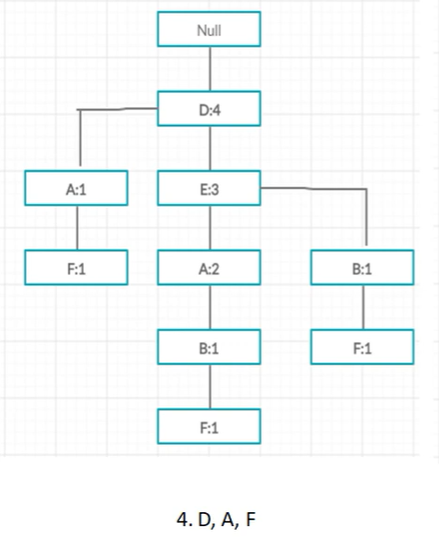 Null
D:4
A:1 E:3
F:1 A:2 B:1
B:1 F:1
F:1
4. D, A, F